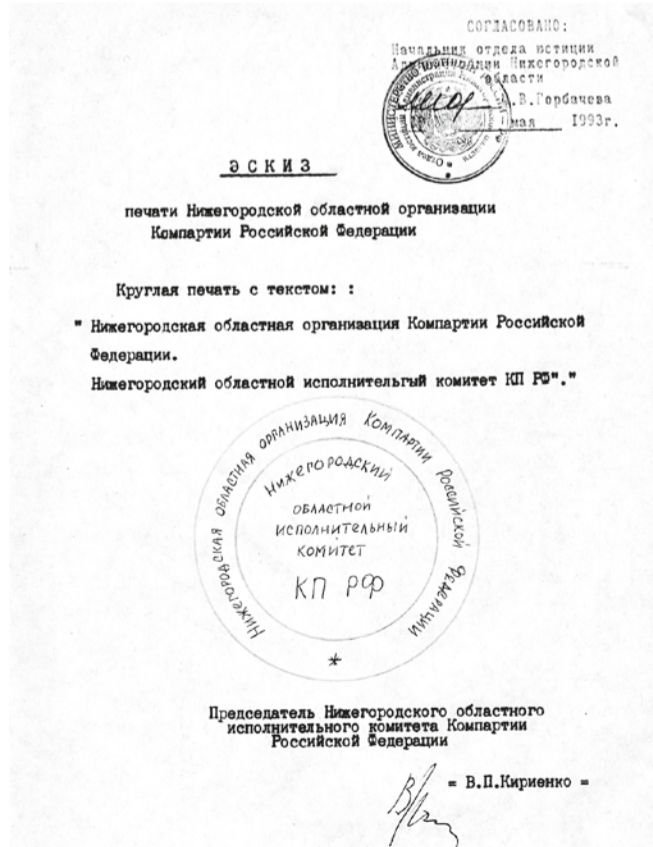 СОГЛАСОВАНО:
Начальник отдела юстиции
Администрации Нижегородской
области
.В.Горбачева
мая 1993г.
ЭСКИЗ
печати Нижегородской областной организации
Компартии Российской Федерации
Круглая печать с текстом: :
" Нижегородская областная организация Компартии Российской
Федерации.
Нижегородский областной исполнительгый комитет КП РФ"."
НИЖЕГОРОДСКАЯ ОБЛАСТНАЯ ОРГАНИЗАЦИЯ КОМПАРТИИ РОССИЙСКОЙ ФЕДЕРАЦИИ
НИЖЕГОРОДСКИЙ
ОБЛАСТНОЙ
ИСПОЛНИТЕЛЬНЫЙ
КОМИТЕТ
КП РФ
*
Председатель Нижегородского областного
исполнительного комитета Компартии
Российской Федерации
= В.П.Кириенко =